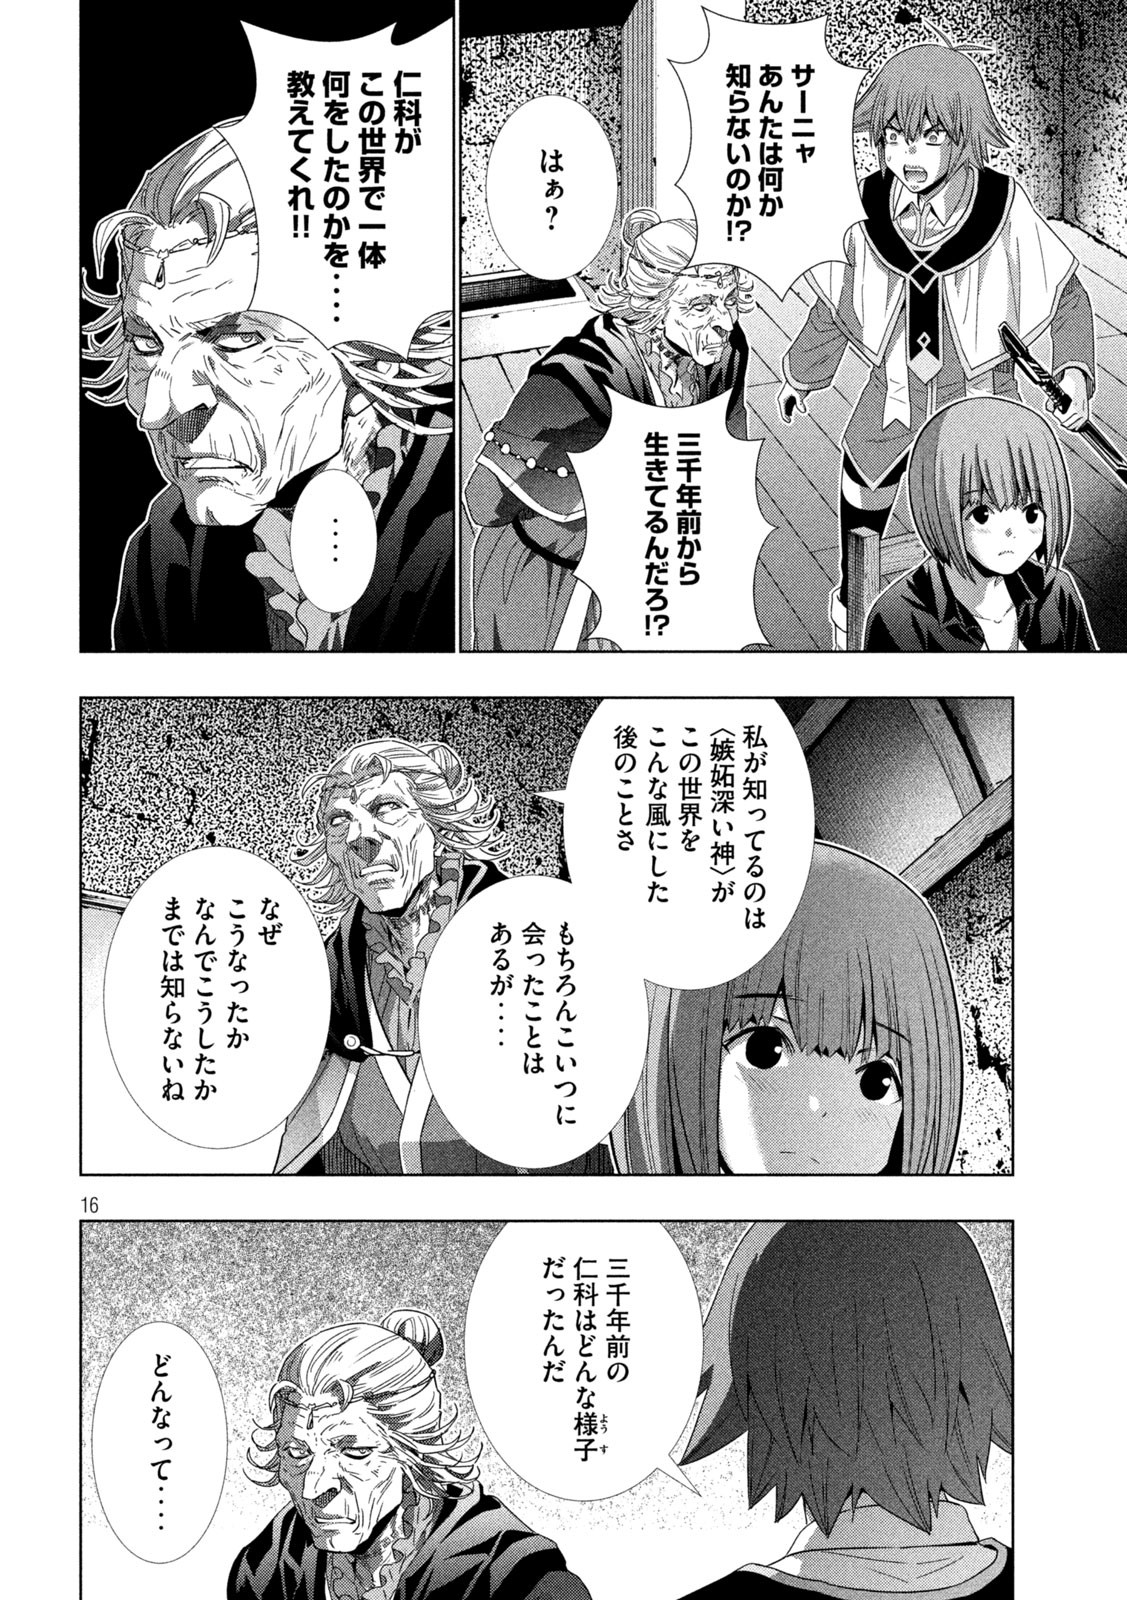 サーニャ
あんたは何か
知らないのか!?
はぁ?
三千年前から
生きてるんだろ!?
仁科が
この世界で一体
何をしたのかを‥‥
教えてくれ!!
‥‥
私が知ってるのは
〈嫉妬深い神〉が
この世界を
こんな風にした
後のことさ
もちろんこいつに
会ったことは
あるが‥‥
なぜ
こうなったか
なんでこうしたか
までは知らないね
16
三千年前の
仁科はどんな様子
ようす
だったんだ
どんなって‥‥